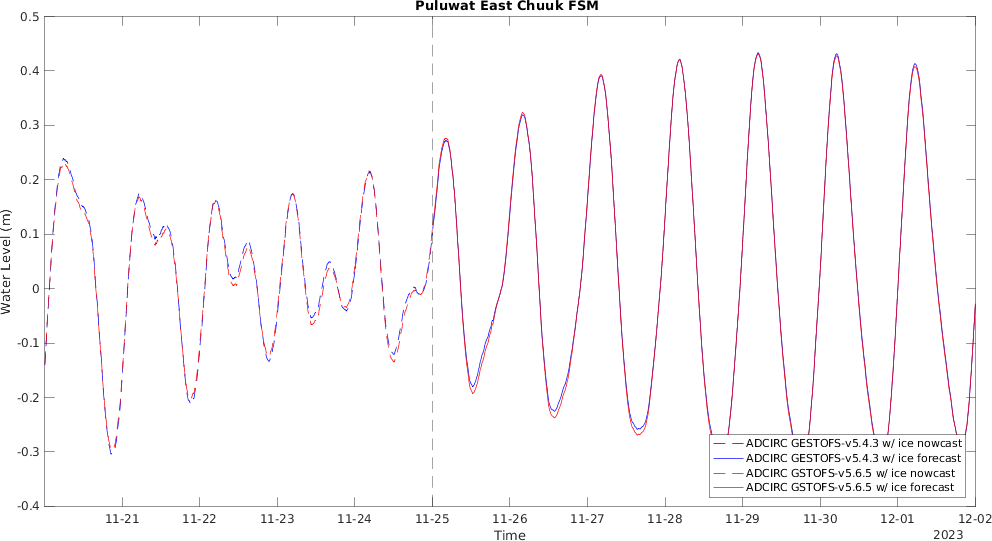 Puluwat East Chuuk FSM
0.5
0.4
0.3
0.2
0.1
0
-0.1
-0.2
-0.3
-0.4
Water Level (m)
ADCIRC GESTOFS-v5.4.3 w/ ice nowcast
ADCIRC GESTOFS-v5.4.3 w/ ice forecast
ADCIRC GSTOFS-v5.6.5 w/ ice nowcast
ADCIRC GSTOFS-v5.6.5 w/ ice forecast
11-21 11-22 11-23 11-24 11-25 11-26 11-27 11-28 11-29 11-30 12-01 12-02
Time
2023